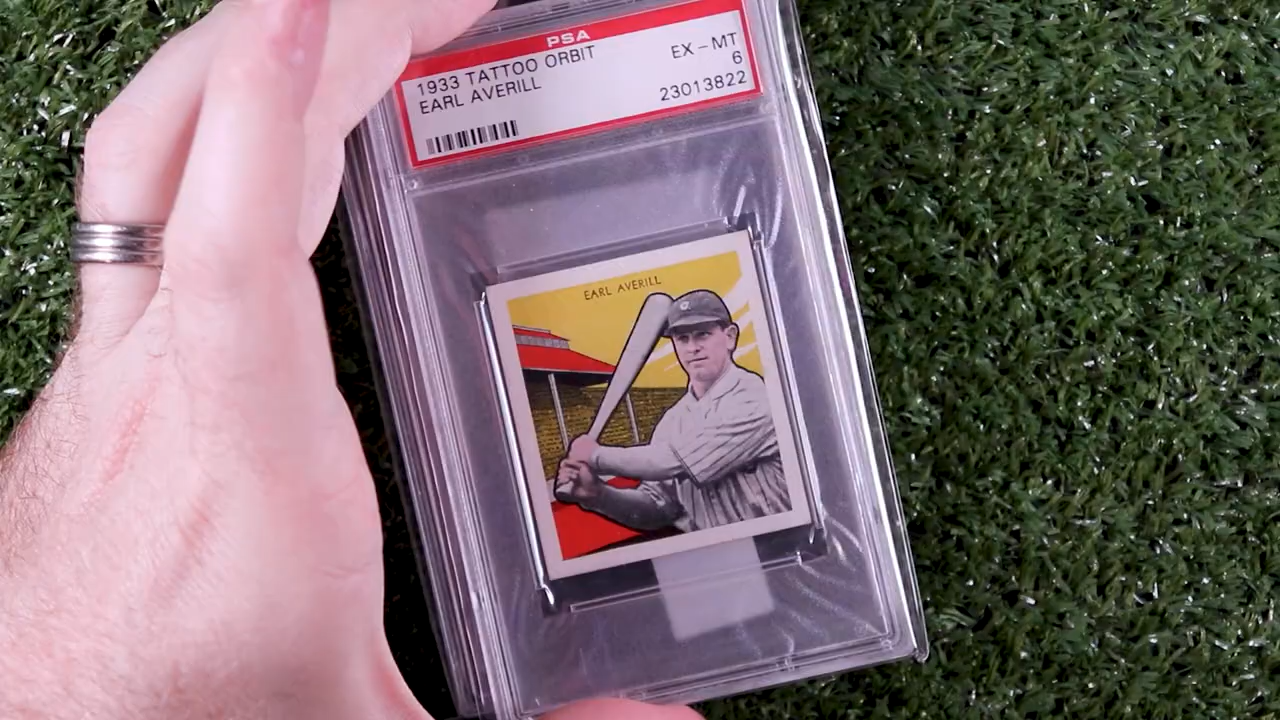 PSA
1933 TATTOO ORBIT
EX-MT
EARL AVERILL
6
23013822
EARL AVERILL
C